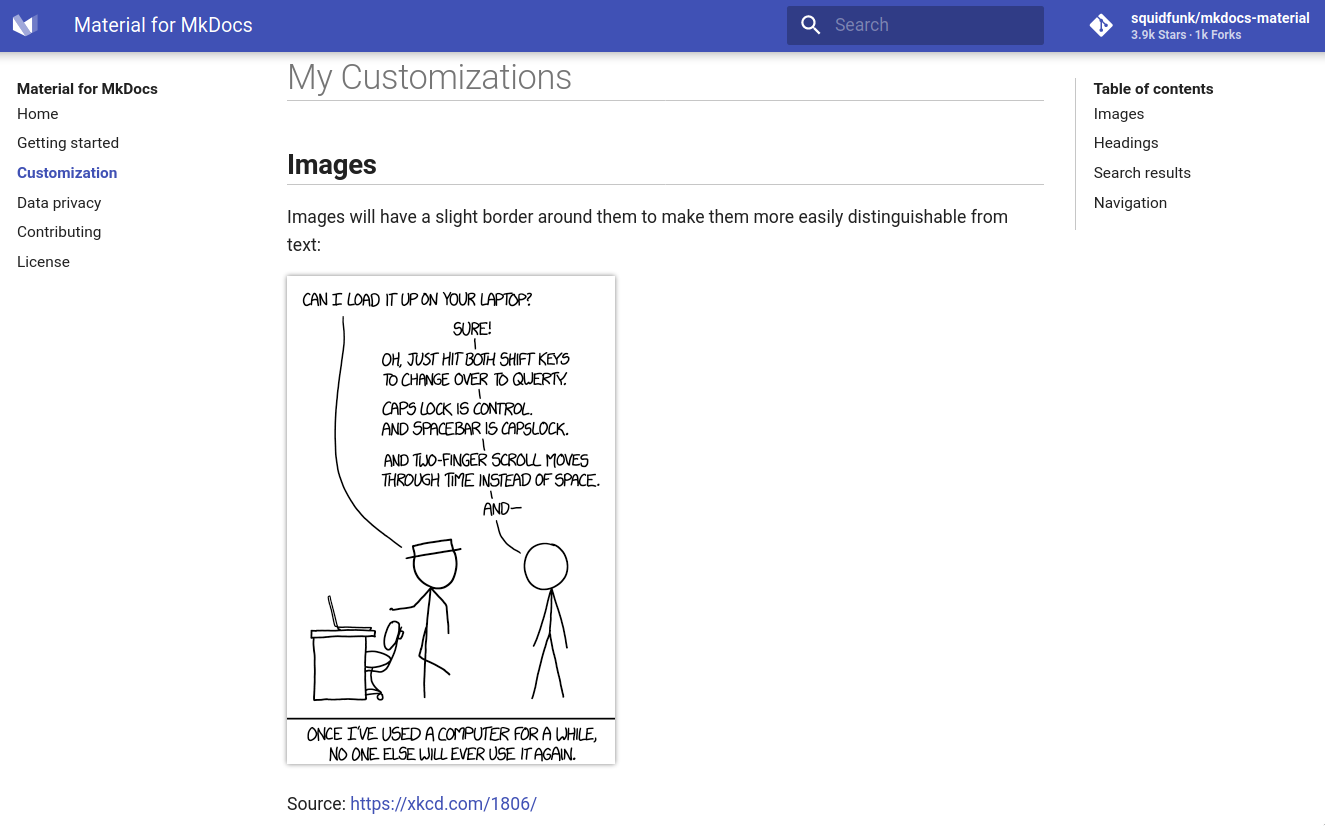 Material for MkDocs
Search
squidfunk/mkdocs-material
3.9k Stars · 1k Forks
Material for MkDocs
Home
Getting started
Customization
Data privacy
Contributing
License
My Customizations
Images
Images will have a slight border around them to make them more easily distinguishable from
text:
CAN I LOAD IT UP ON YOUR LAPTOP?
SURE!
OH, JUST HIT BOTH SHIFT KEYS
TO CHANGE OVER TO QWERTY.
CAPS LOCK IS CONTROL.
AND SPACEBAR IS CAPSLOCK.
AND TWO-FINGER SCROLL MOVES
THROUGH TIME INSTEAD OF SPACE.
AND—
ONCE I'VE USED A COMPUTER FOR A WHILE,
NO ONE ELSE WILL EVER USE IT AGAIN.
Source: https://xkcd.com/1806/
Table of contents
Images
Headings
Search results
Navigation